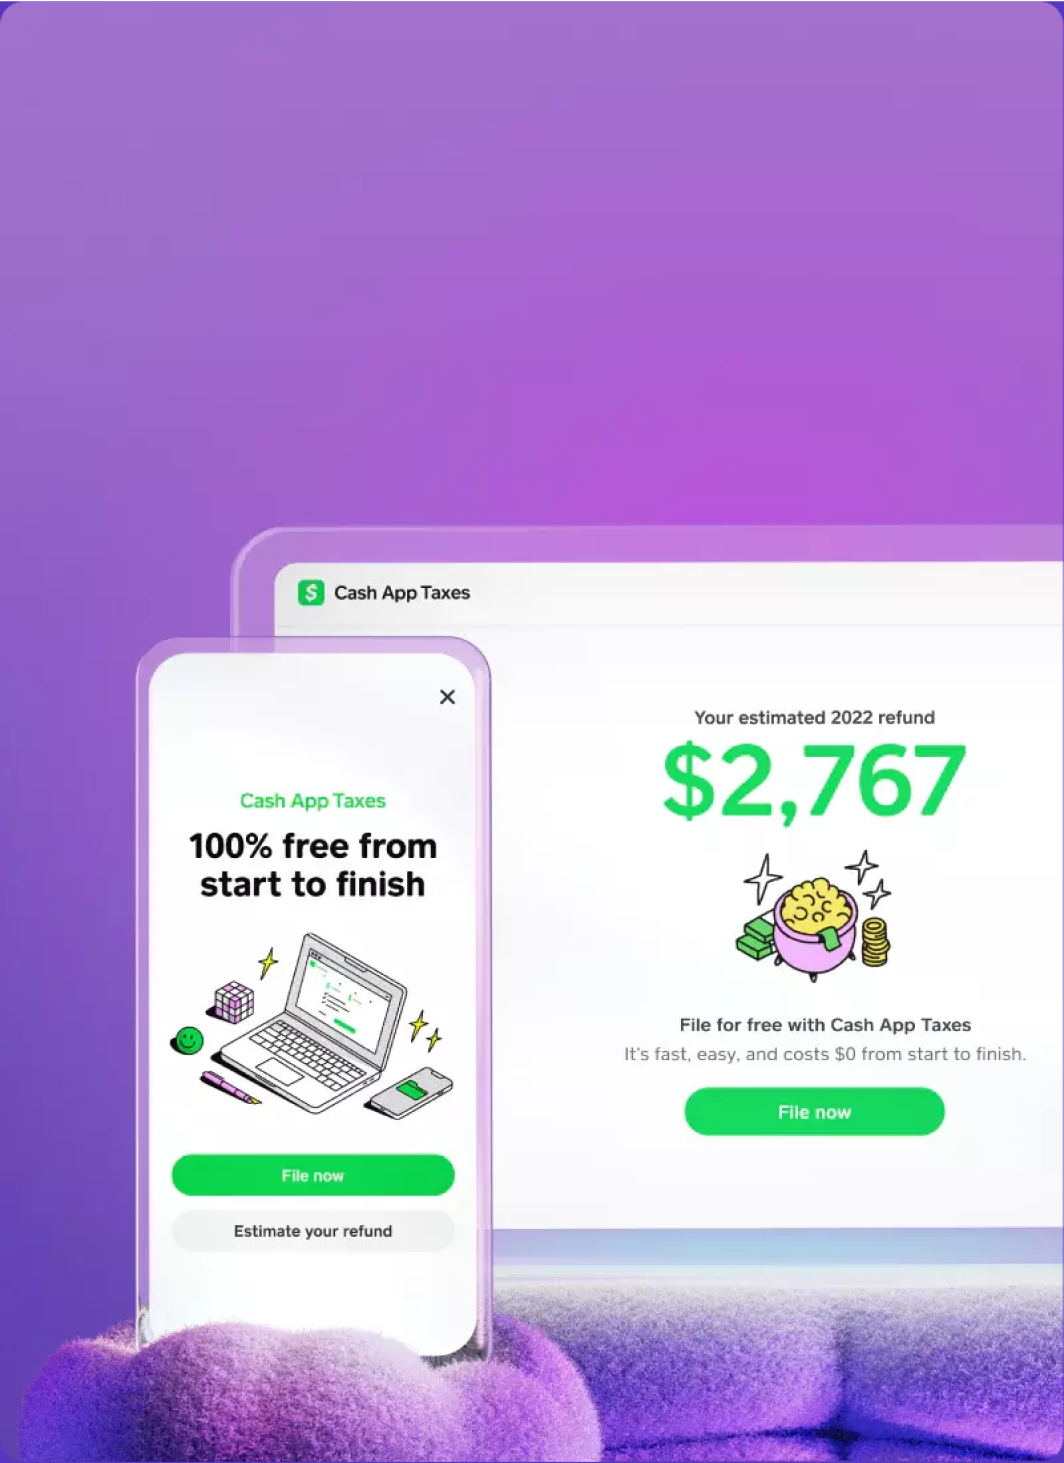 Cash App Taxes
Your estimated 2022 refund
$2,767
File for free with Cash App Taxes
It's fast, easy, and costs $0 from start to finish.
File now
Cash App Taxes
100% free from
start to finish
File now
Estimate your refund